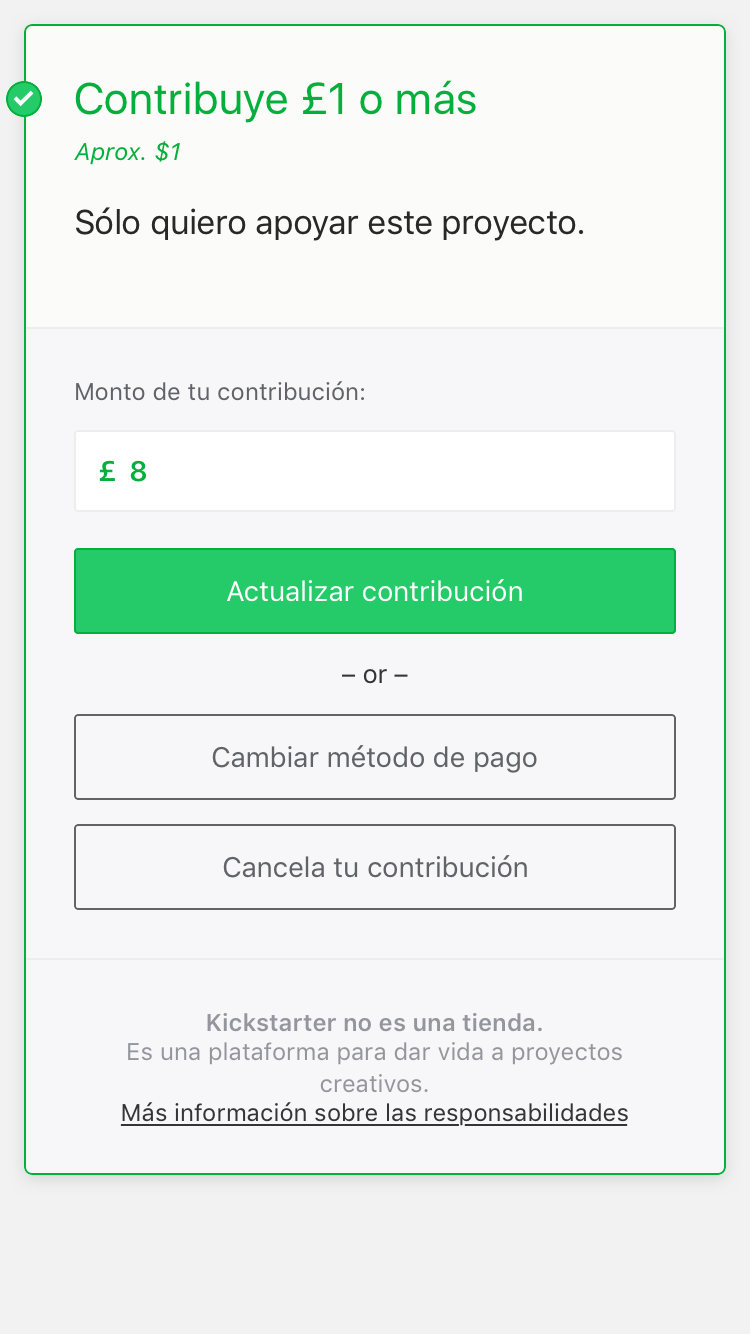 Contribuye £1 o más
Aprox. $1
Sólo quiero apoyar este proyecto.
Monto de tu contribución:
£ 8
Actualizar contribución
– or –
Cambiar método de pago
Cancela tu contribución
Kickstarter no es una tienda.
Es una plataforma para dar vida a proyectos
creativos.
Más información sobre las responsabilidades